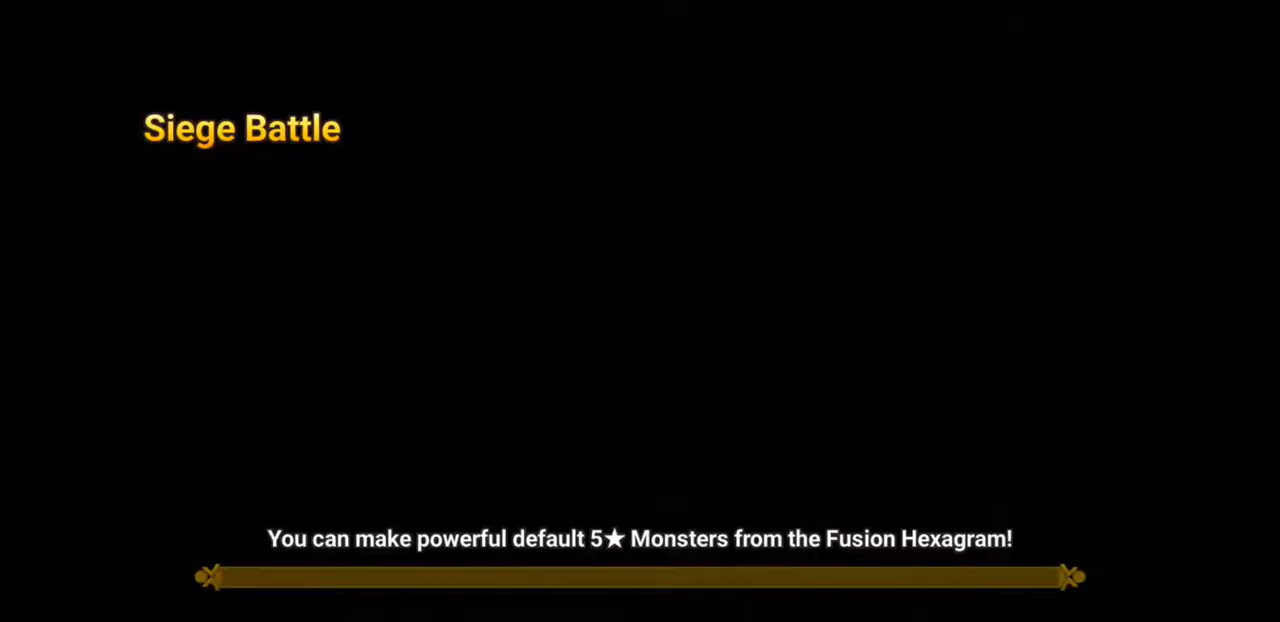 Siege Battle
You can make powerful default 5★ Monsters from the Fusion Hexagram!